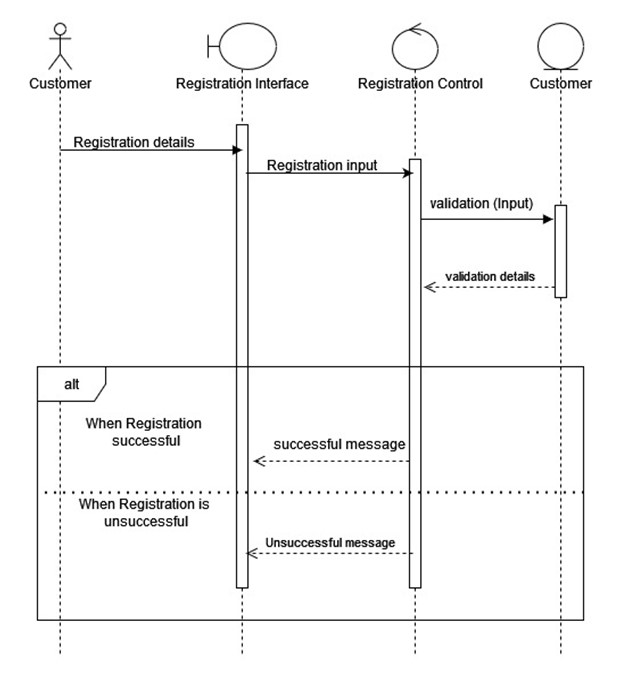 Customer
Registration Interface
Registration Control
Customer
Registration details
Registration input
validation (Input)
validation details
alt
When Registration
successful
successful message
When Registration is
unsuccessful
Unsuccessful message